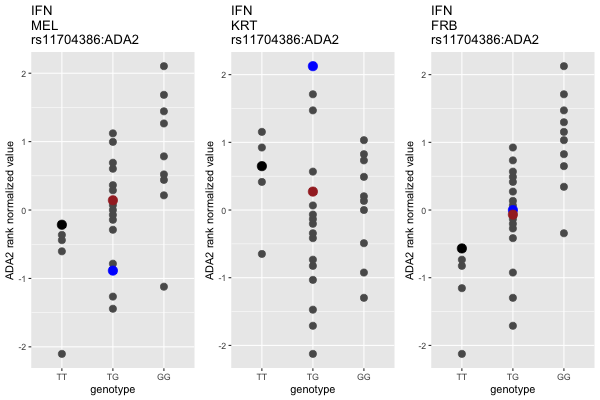 IFN
MEL
rs11704386:ADA2
ADA2 rank normalized value
2
1
0
-1
-2
TT
TG
GG
genotype
IFN
KRT
rs11704386:ADA2
ADA2 rank normalized value
2
1
0
-1
-2
TT
TG
GG
genotype
IFN
FRB
rs11704386:ADA2
ADA2 rank normalized value
2
1
0
-1
-2
TT
TG
GG
genotype